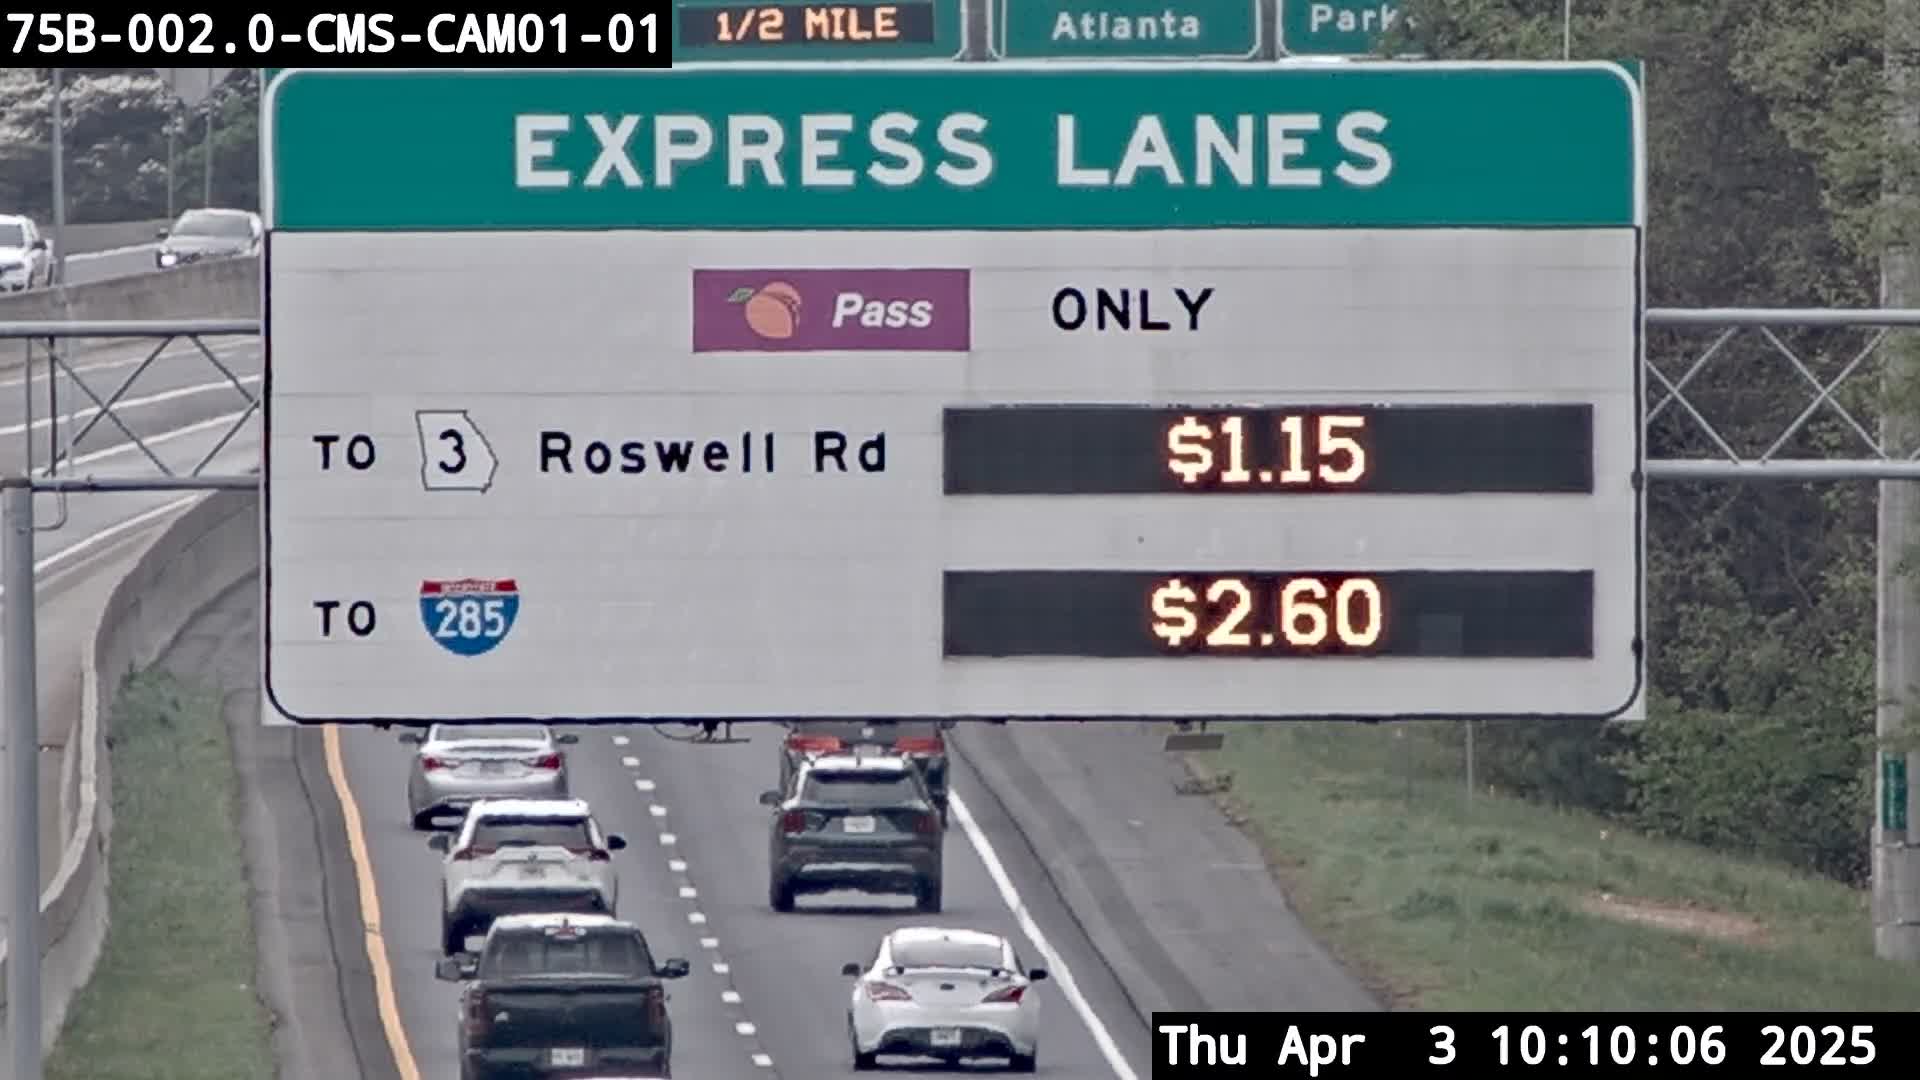 75B-002.0-CMS-CAM01-01
1/2 MILE
Atlanta
Park
EXPRESS LANES
Pass ONLY
TO 3 Roswell Rd $1.15
TO INTERSTATE 285 $2.60
Thu Apr 3 10:10:06 2025